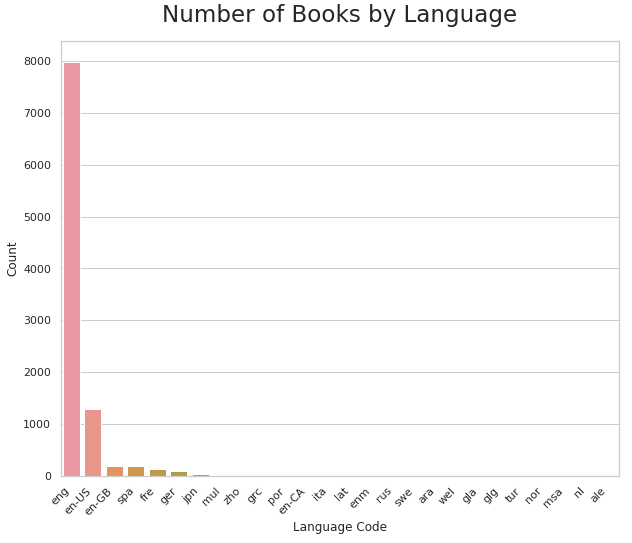 Number of Books by Language
8000
7000
6000
5000
4000
3000
2000
1000
0
Count
eng
en-US
en-GB
spa
fre
ger
jpn
mul
zho
grc
por
en-CA
ita
lat
enm
rus
swe
ara
wel
gla
glg
tur
nor
msa
nl
ale
Language Code